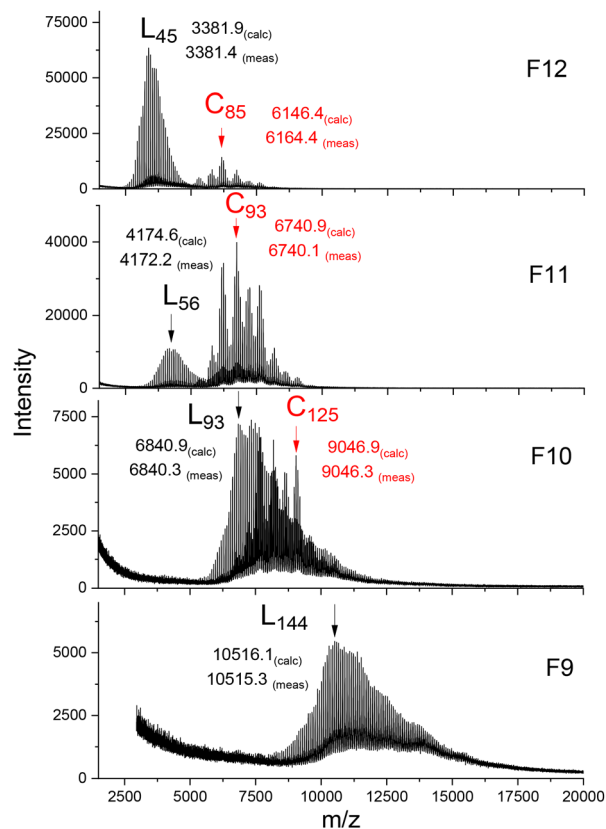 75000
50000
25000
0
L45
3381.9(calc)
3381.4 (meas)
C85
6146.4(calc)
6164.4 (meas)
F12
40000
20000
0
4174.6(calc)
4172.2 (meas)
L56
C93
6740.9(calc)
6740.1 (meas)
F11
7500
5000
2500
0
L93
6840.9(calc)
6840.3 (meas)
C125
9046.9(calc)
9046.3 (meas)
F10
5000
2500
0
L144
10516.1(calc)
10515.3 (meas)
F9
2500 5000 7500 10000 12500 15000 17500 20000
m/z
Intensity